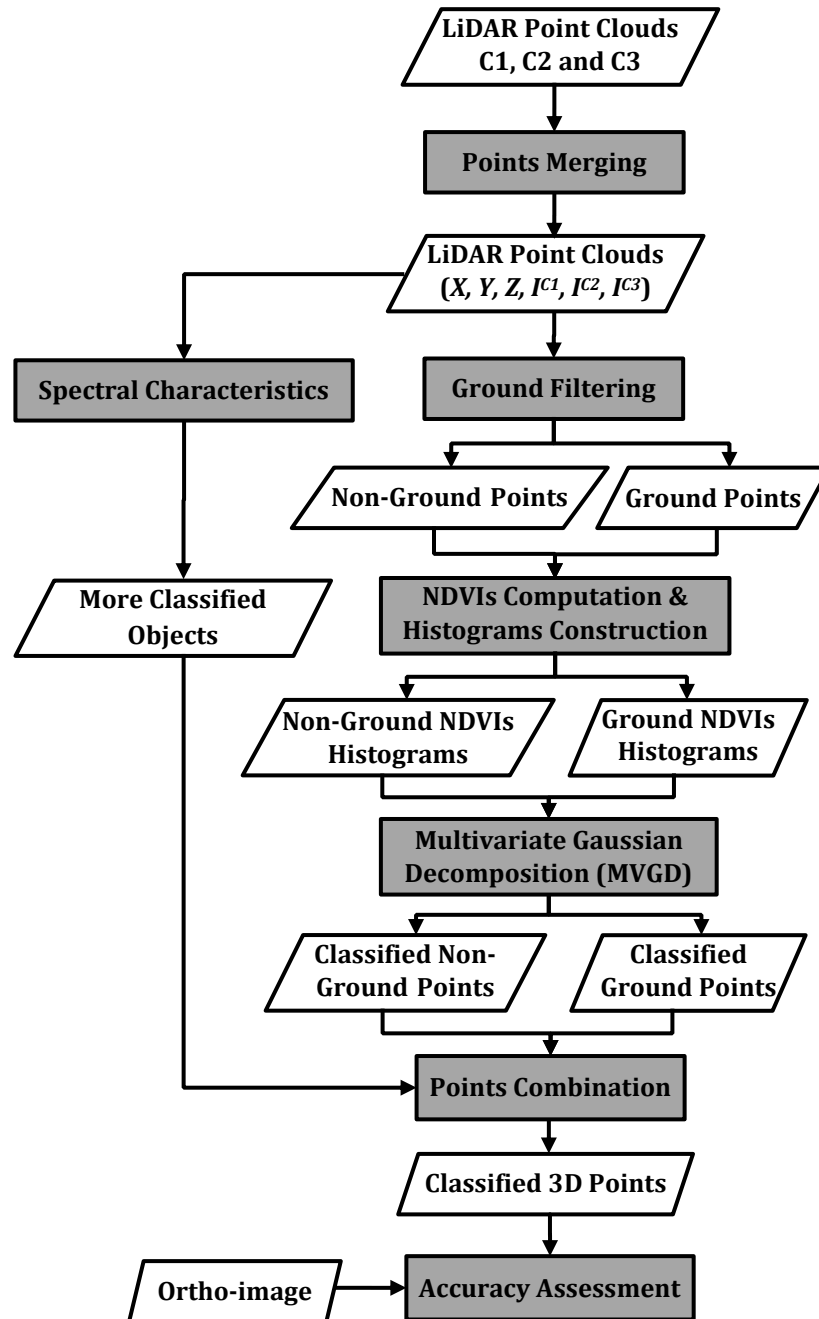 LiDAR Point Clouds
C1, C2 and C3
Points Merging
LiDAR Point Clouds
(X, Y, Z, I^C1, I^C2, I^C3)
Spectral Characteristics
Ground Filtering
Non-Ground Points
Ground Points
More Classified
Objects
NDVIs Computation &
Histograms Construction
Non-Ground NDVIs
Histograms
Ground NDVIs
Histograms
Multivariate Gaussian
Decomposition (MVGD)
Classified Non-
Ground Points
Classified
Ground Points
Points Combination
Classified 3D Points
Ortho-image
Accuracy Assessment